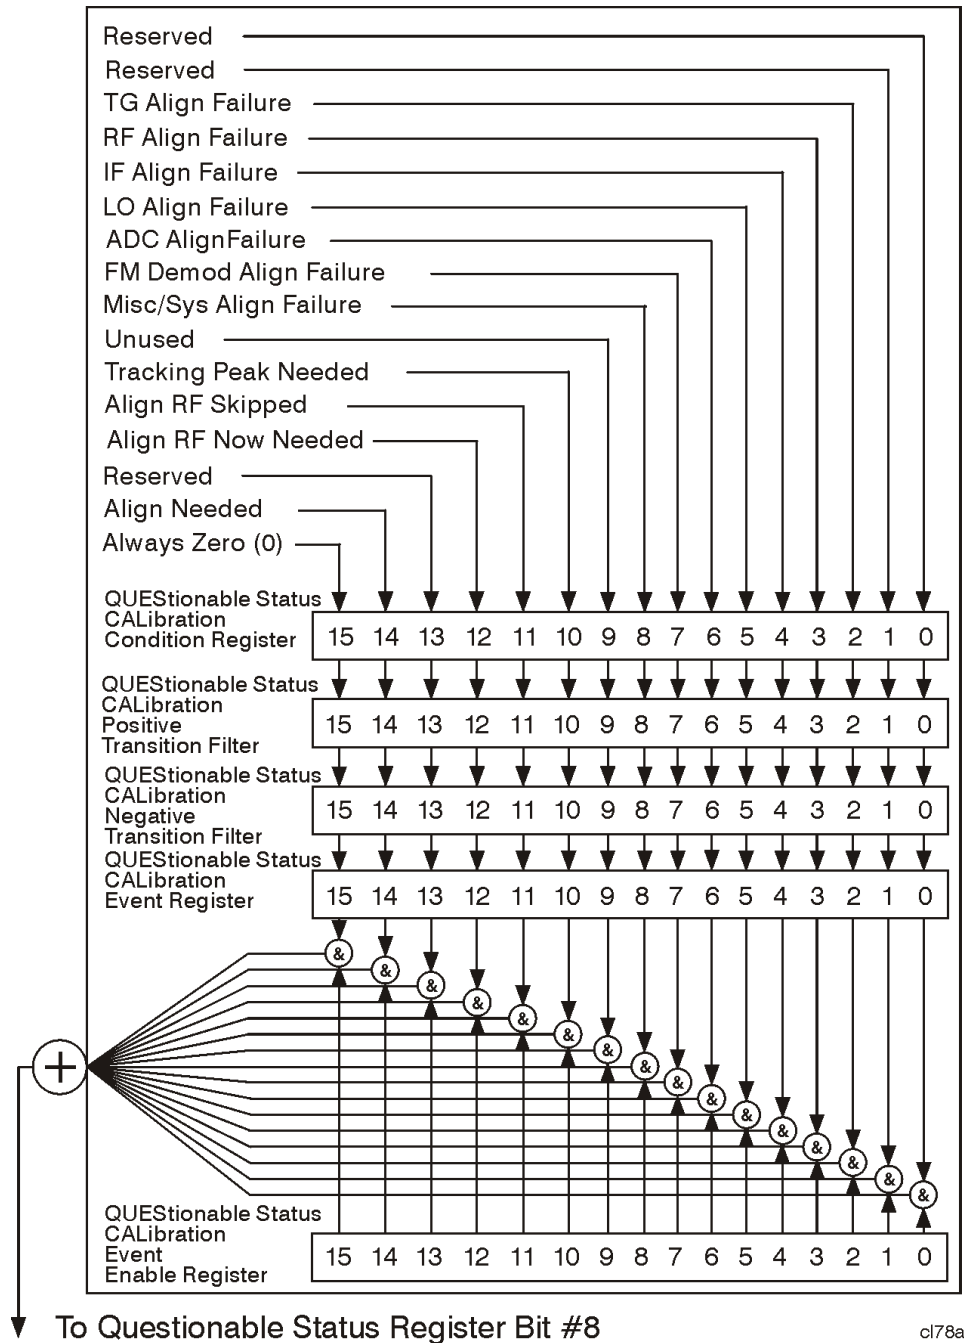 Reserved
Reserved
TG Align Failure
RF Align Failure
IF Align Failure
LO Align Failure
ADC AlignFailure
FM Demod Align Failure
Misc/Sys Align Failure
Unused
Tracking Peak Needed
Align RF Skipped
Align RF Now Needed
Reserved
Align Needed
Always Zero (0)
QUEStionable Status
CALibration
Condition Register
15 14 13 12 11 10 9 8 7 6 5 4 3 2 1 0
QUEStionable Status
CALibration
Positive
Transition Filter
15 14 13 12 11 10 9 8 7 6 5 4 3 2 1 0
QUEStionable Status
CALibration
Negative
Transition Filter
15 14 13 12 11 10 9 8 7 6 5 4 3 2 1 0
QUEStionable Status
CALibration
Event Register
15 14 13 12 11 10 9 8 7 6 5 4 3 2 1 0
& & & & & & & & & & & & & & & &
+
QUEStionable Status
CALibration
Event
Enable Register
15 14 13 12 11 10 9 8 7 6 5 4 3 2 1 0
To Questionable Status Register Bit #8
cl78a